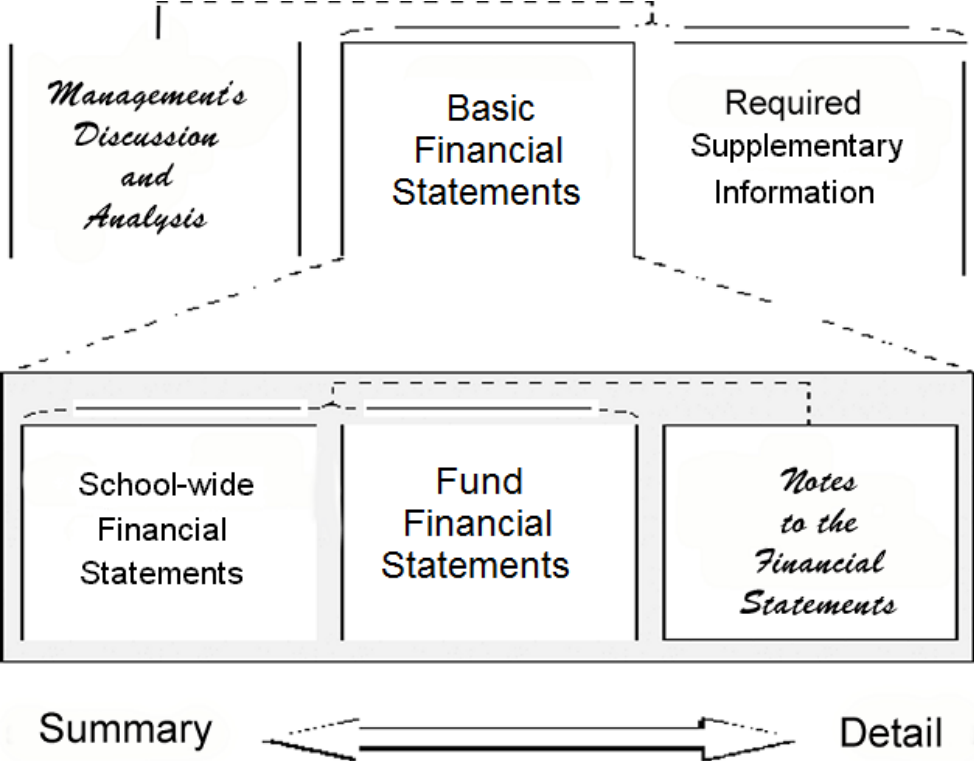 Management's
Discussion
and
Analysis
Basic
Financial
Statements
Required
Supplementary
Information
School-wide
Financial
Statements
Fund
Financial
Statements
Notes
to the
Financial
Statements
Summary
Detail